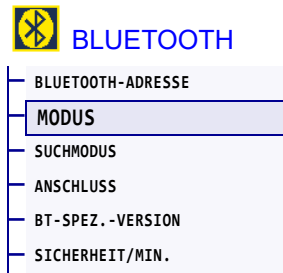 BLUETOOTH
BLUETOOTH-ADRESSE
MODUS
SUCHMODUS
ANSCHLUSS
BT-SPEZ.-VERSION
SICHERHEIT/MIN.